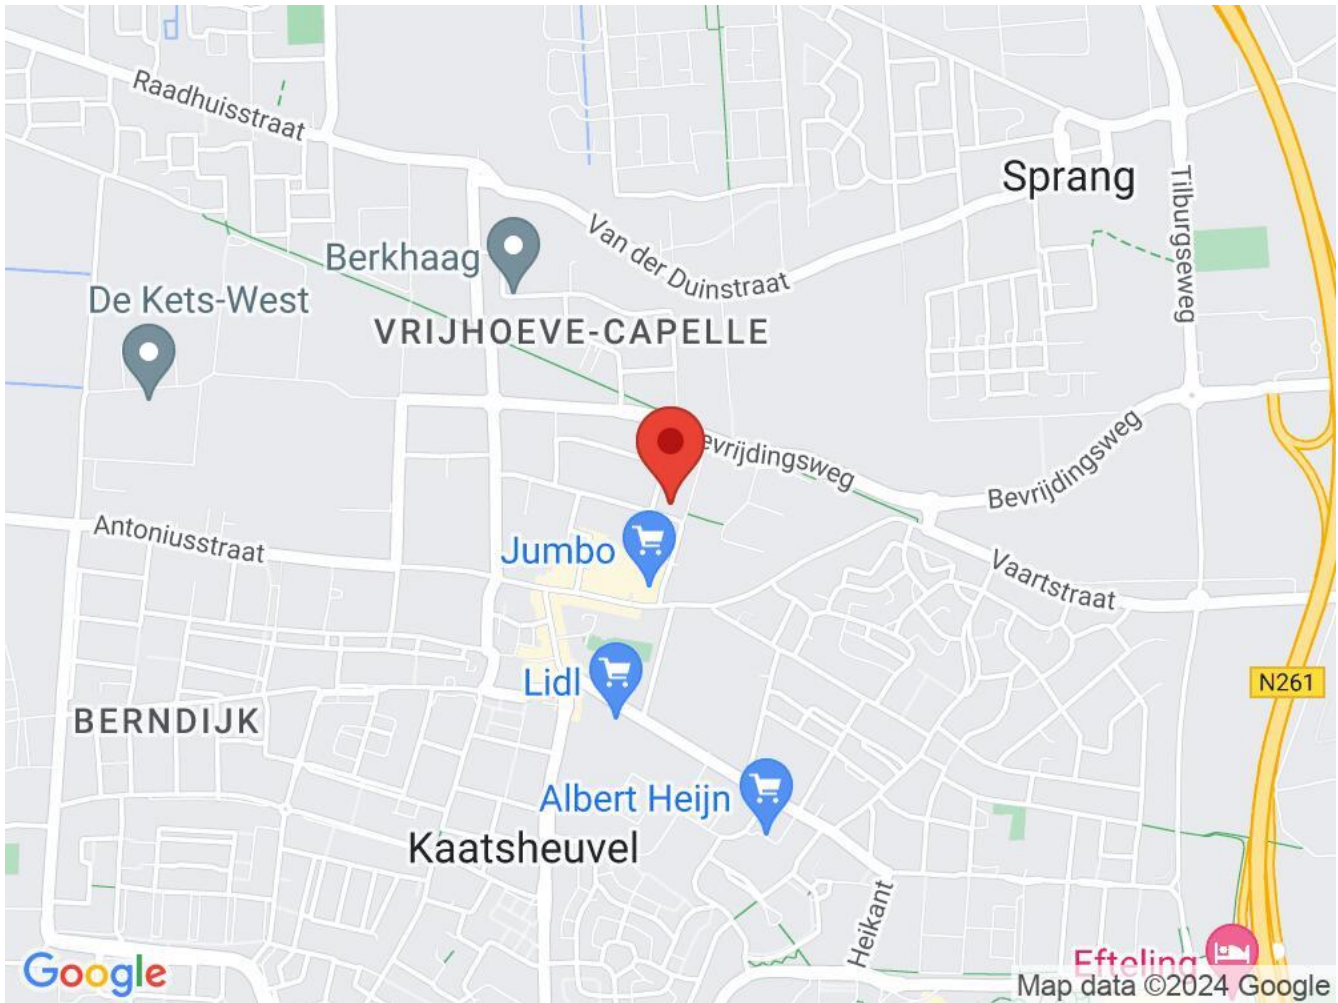 Raadhuisstraat
Sprang
Tilburgseweg
Van der Duinstraat
Berkhaag
De Kets-West
VRIJHOEVE-CAPELLE
evrijdingsweg
Bevrijdingsweg
Antoniusstraat
Jumbo
Vaartstraat
Lidl
N261
BERNDIJK
Albert Heijn
Kaatsheuvel
Heikant
Efteling
Google
Map data ©2024 Google